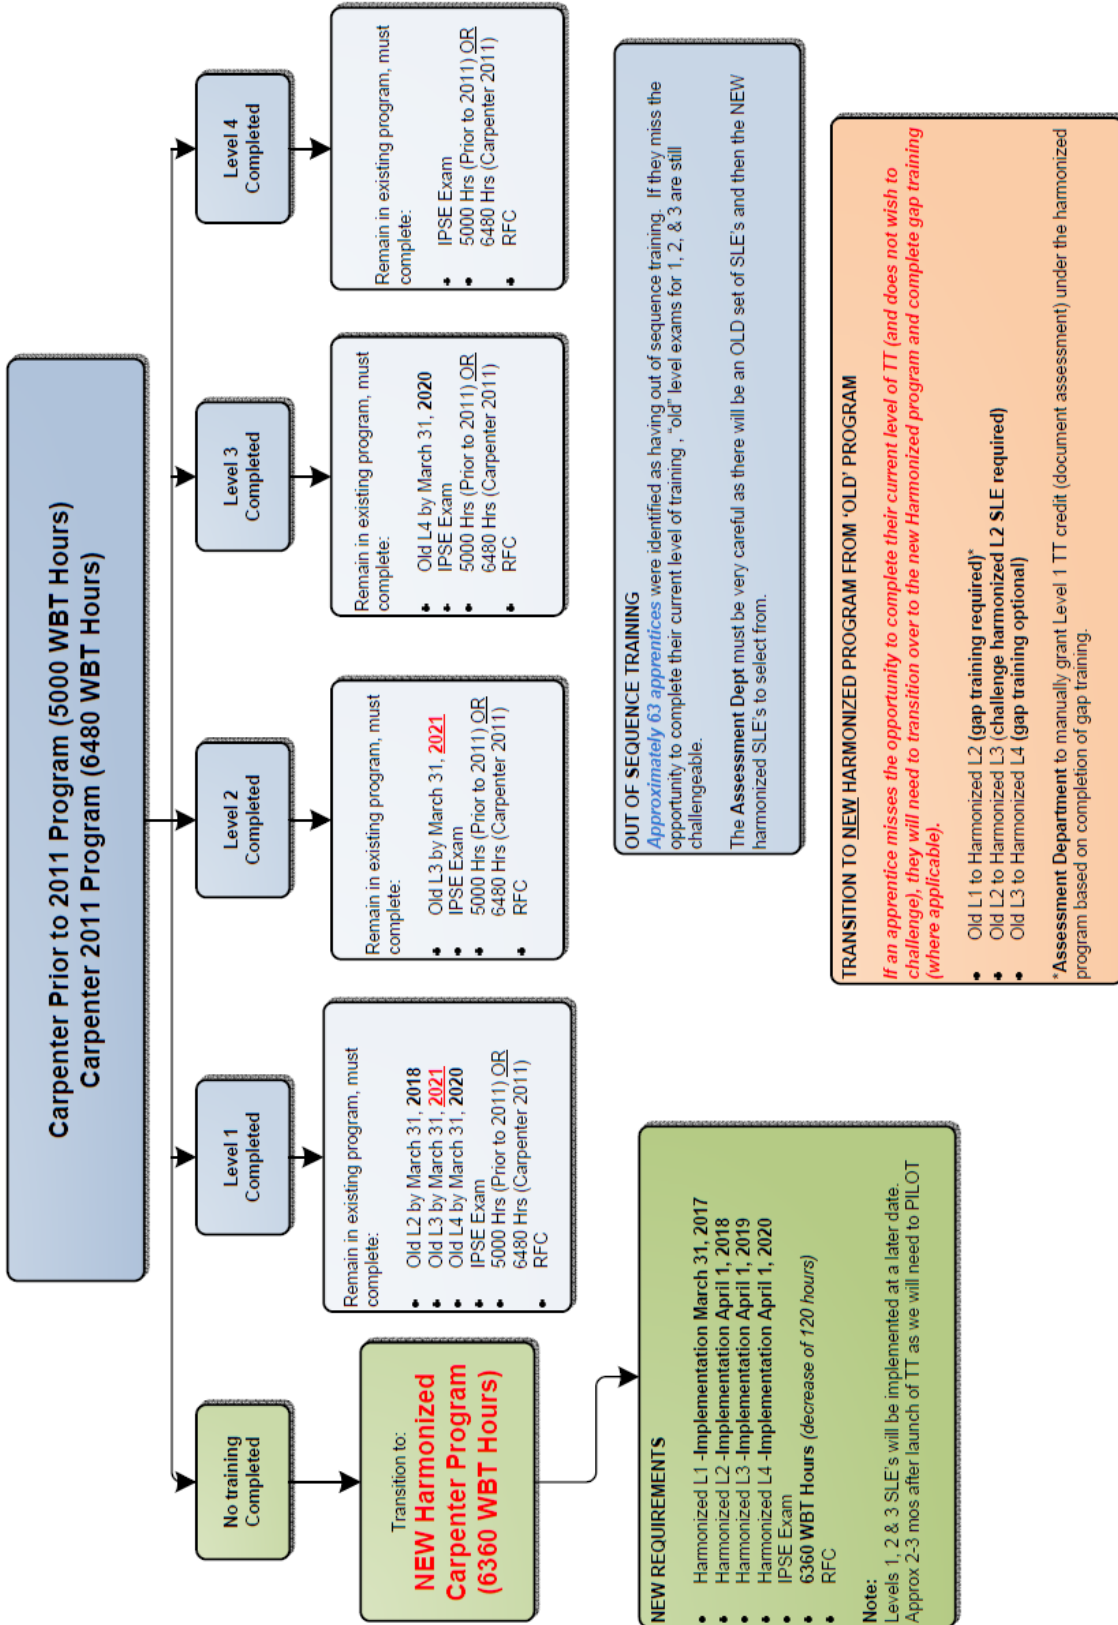 Carpenter Prior to 2011 Program (5000 WBT Hours)
Carpenter 2011 Program (6480 WBT Hours)
No training
Completed
Level 1
Completed
Level 2
Completed
Level 3
Completed
Level 4
Completed
Transition to:
NEW Harmonized
Carpenter Program
(6360 WBT Hours)
Remain in existing program, must
complete:
Old L2 by March 31, 2018
Old L3 by March 31, 2021
Old L4 by March 31, 2020
IPSE Exam
5000 Hrs (Prior to 2011) OR
6480 Hrs (Carpenter 2011)
RFC
Remain in existing program, must
complete:
Old L3 by March 31, 2021
IPSE Exam
5000 Hrs (Prior to 2011) OR
6480 Hrs (Carpenter 2011)
RFC
Remain in existing program, must
complete:
Old L4 by March 31, 2020
IPSE Exam
5000 Hrs (Prior to 2011) OR
6480 Hrs (Carpenter 2011)
RFC
Remain in existing program, must
complete:
IPSE Exam
5000 Hrs (Prior to 2011) OR
6480 Hrs (Carpenter 2011)
RFC
NEW REQUIREMENTS
Harmonized L1 -Implementation March 31, 2017
Harmonized L2 -Implementation April 1, 2018
Harmonized L3 -Implementation April 1, 2019
Harmonized L4 -Implementation April 1, 2020
IPSE Exam
6360 WBT Hours (decrease of 120 hours)
RFC
Note:
Levels 1, 2 & 3 SLE's will be implemented at a later date.
Approx 2-3 mos after launch of TT as we will need to PILOT
OUT OF SEQUENCE TRAINING
Approximately 63 apprentices were identified as having out of sequence training. If they miss the
opportunity to complete their current level of training , "old" level exams for 1, 2, & 3 are still
challengeable.
The Assessment Dept must be very careful as there will be an OLD set of SLE's and then the NEW
harmonized SLE's to select from.
TRANSITION TO NEW HARMONIZED PROGRAM FROM 'OLD' PROGRAM
If an apprentice misses the opportunity to complete their current level of TT (and does not wish to
challenge), they will need to transition over to the new Harmonized program and complete gap training
(where applicable).
Old L1 to Harmonized L2 (gap training required)*
Old L2 to Harmonized L3 (challenge harmonized L2 SLE required)
Old L3 to Harmonized L4 (gap training optional)
*Assessment Department to manually grant Level 1 TT credit (document assessment) under the harmonized
program based on completion of gap training.